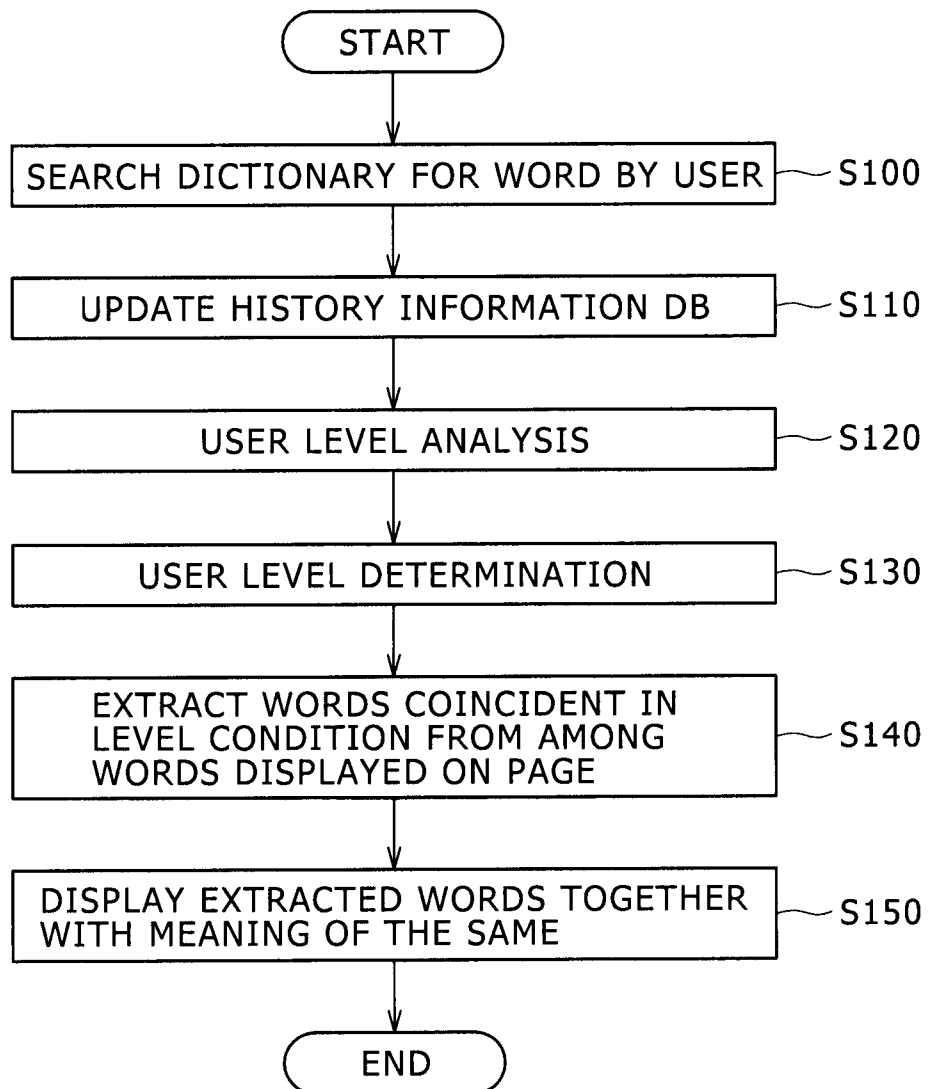 START
SEARCH DICTIONARY FOR WORD BY USER
S100
UPDATE HISTORY INFORMATION DB
S110
USER LEVEL ANALYSIS
S120
USER LEVEL DETERMINATION
S130
EXTRACT WORDS COINCIDENT IN
LEVEL CONDITION FROM AMONG
WORDS DISPLAYED ON PAGE
S140
DISPLAY EXTRACTED WORDS TOGETHER
WITH MEANING OF THE SAME
S150
END